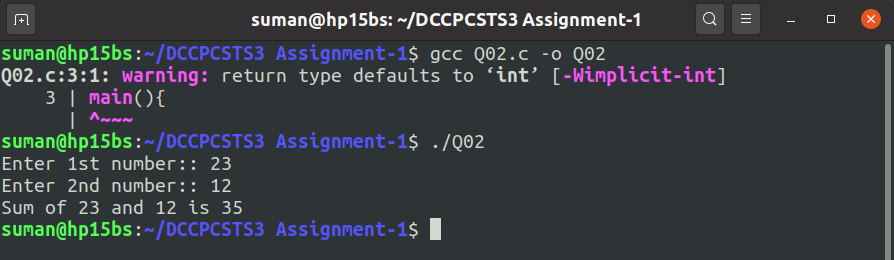 suman@hp15bs: ~/DCCPCSTS3 Assignment-1
suman@hp15bs:~/DCCPCSTS3 Assignment-1$ gcc Q02.c -o Q02
Q02.c:3:1: warning: return type defaults to ‘int’ [-Wimplicit-int]
    3 | main(){
      | ^~~~
suman@hp15bs:~/DCCPCSTS3 Assignment-1$ ./Q02
Enter 1st number:: 23
Enter 2nd number:: 12
Sum of 23 and 12 is 35
suman@hp15bs:~/DCCPCSTS3 Assignment-1$